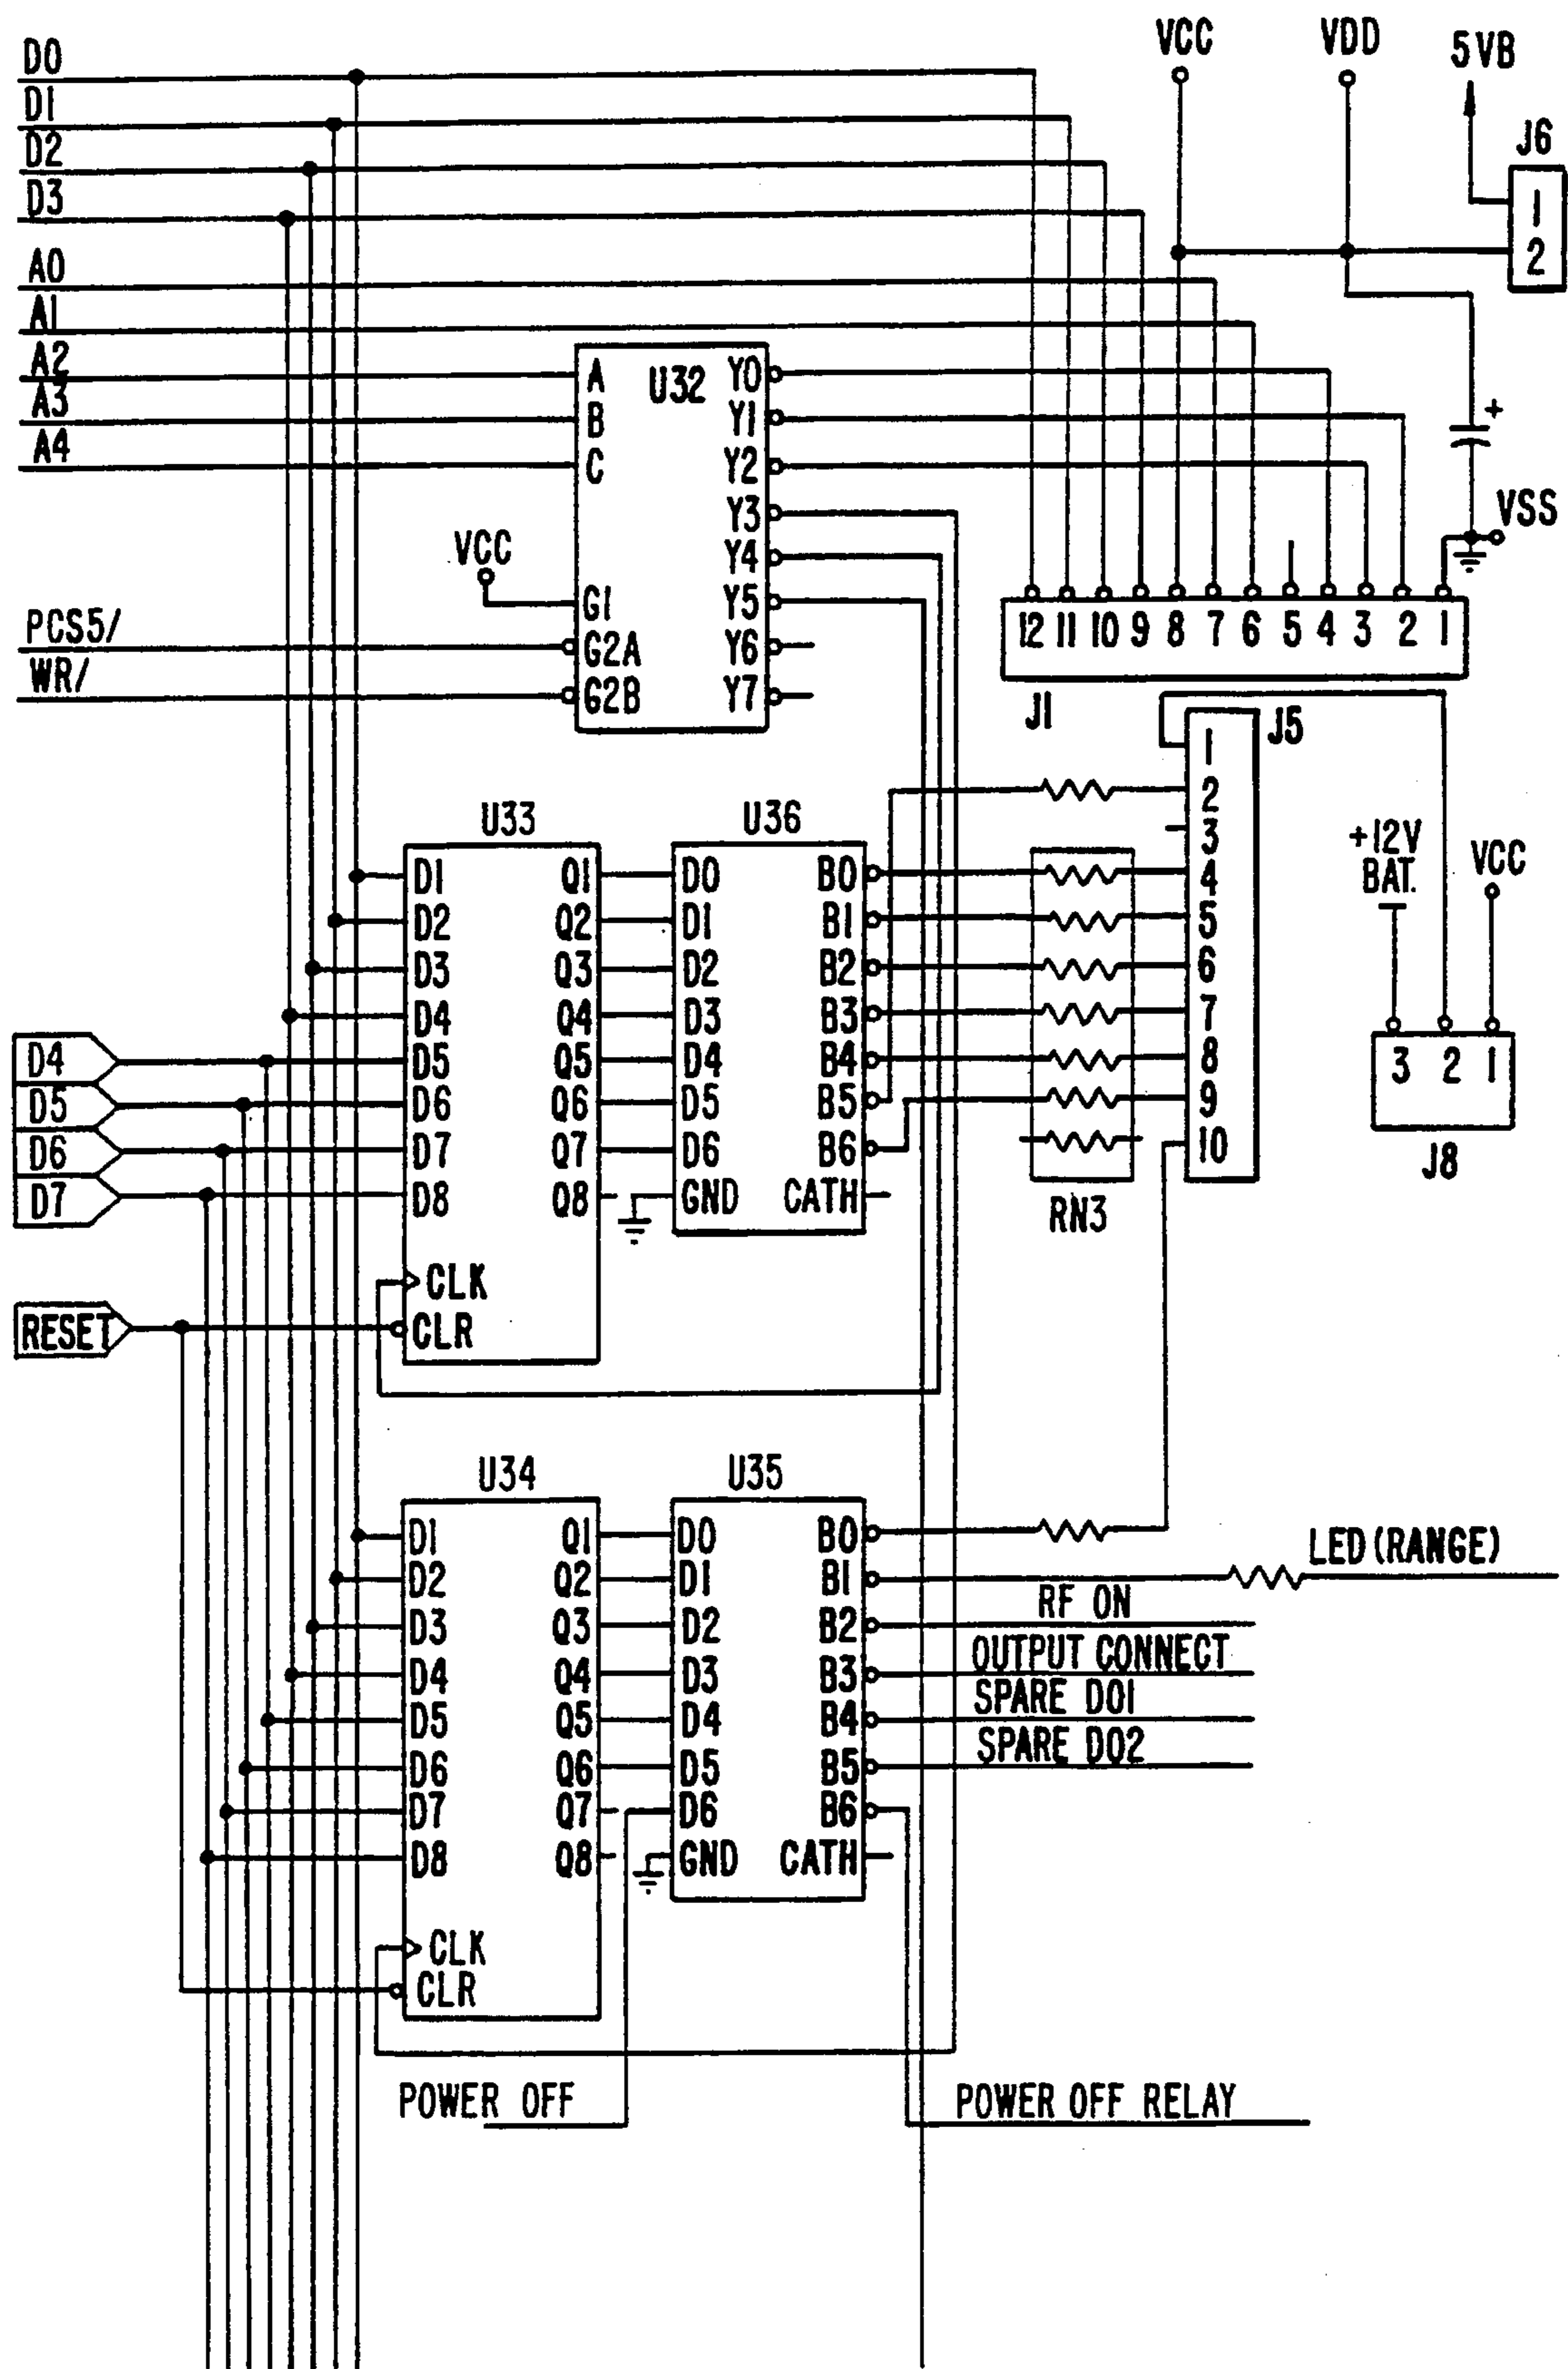 D0
D1
D2
D3
A0
A1
A2
A3
A4
VCC
VDD
5VB
J6
1
2
A U32 Y0
B Y1
C Y2
Y3
Y4
VCC
G1 Y5
PCS5/
G2A Y6
WR/
G2B Y7
+
VSS
12 11 10 9 8 7 6 5 4 3 2 1
J1
J5
1
2
3
4
5
6
7
8
9
10
RN3
+12V
BAT.
VCC
3 2 1
J8
U33
U36
D1 Q1 D0 B0
D2 Q2 D1 B1
D3 Q3 D2 B2
D4 Q4 D3 B3
D5 Q5 D4 B4
D6 Q6 D5 B5
D7 Q7 D6 B6
D8 Q8 GND CATH
D4
D5
D6
D7
CLK
CLR
RESET
U34
U35
D1 Q1 D0 B0
D2 Q2 D1 B1
D3 Q3 D2 B2
D4 Q4 D3 B3
D5 Q5 D4 B4
D6 Q6 D5 B5
D7 Q7 D6 B6
D8 Q8 GND CATH
CLK
CLR
LED (RANGE)
RF ON
OUTPUT CONNECT
SPARE DO1
SPARE DO2
POWER OFF
POWER OFF RELAY